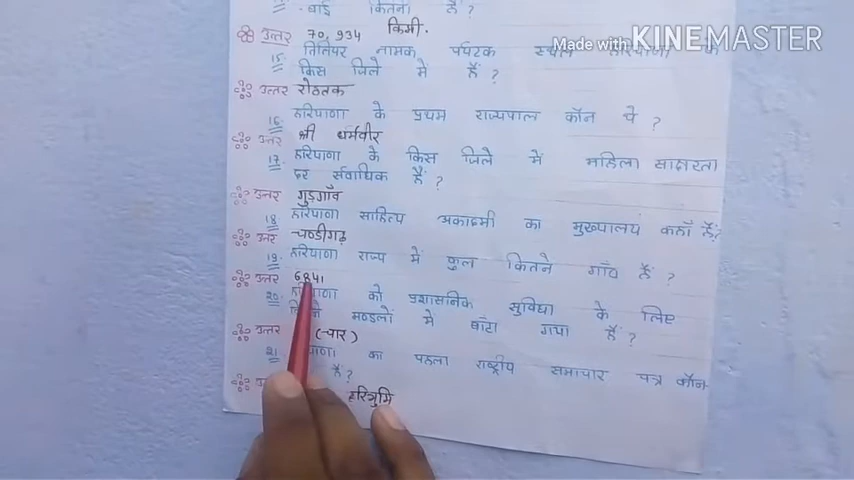 बाई कितनी है ?
उत्तर 70,934 किमी.
15. तिलियर नामक पर्यटक स्थल हरियाणा के
किस जिले में हैं ?
उत्तर रोहतक
16. हरियाणा के प्रथम राज्यपाल कौन थे ?
उत्तर श्री धर्मवीर
17. हरियाणा के किस जिले में महिला साक्षरता
दर सर्वाधिक हैं ?
उत्तर गुडगाँव
18. हरियाणा साहित्य अकादमी का मुख्यालय कहाँ हैं?
उत्तर चण्डीगढ़
19. हरियाणा राज्य में कुल कितने गाँव हैं ?
उत्तर 6841
20. को प्रशासनिक सुविधा के लिए
मण्डलों में बाँटा गया हैं ?
उत्तर (चार)
21. का पहला राष्ट्रीय समाचार पत्र कौन
हैं ?
हरिभूमि
Made with KINEMASTER